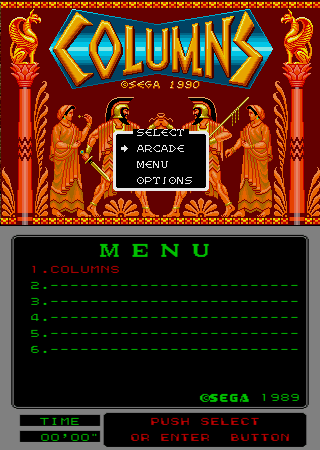 COLUMNS
©SEGA 1990
SELECT
ARCADE
MENU
OPTIONS
MENU
1.COLUMNS
2.------------------------------
3.------------------------------
4.------------------------------
5.------------------------------
6.------------------------------
©SEGA 1989
TIME
00'00"
PUSH SELECT
OR ENTER BUTTON